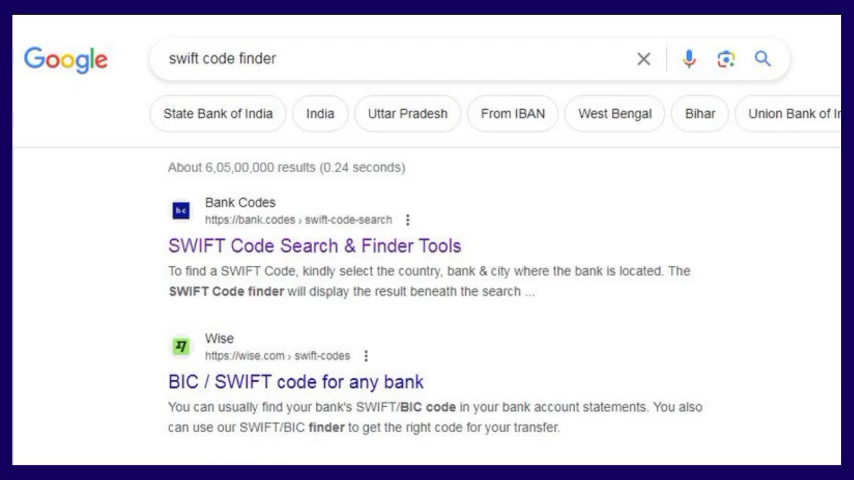 Google
swift code finder
State Bank of India India Uttar Pradesh From IBAN West Bengal Bihar Union Bank of
About 6,05,00,000 results (0.24 seconds)
bc
Bank Codes
https://bank.codes › swift-code-search
SWIFT Code Search & Finder Tools
To find a SWIFT Code, kindly select the country, bank & city where the bank is located. The
SWIFT Code finder will display the result beneath the search ...
Wise
https://wise.com › swift-codes
BIC / SWIFT code for any bank
You can usually find your bank's SWIFT/BIC code in your bank account statements. You also
can use our SWIFT/BIC finder to get the right code for your transfer.